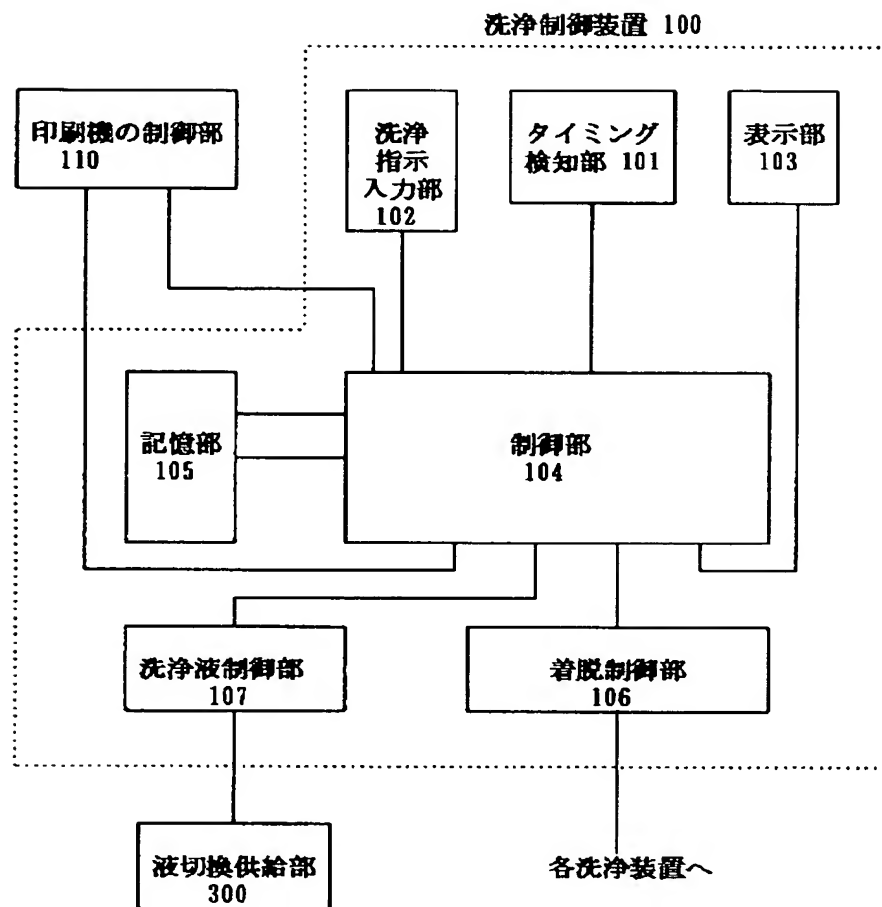 洗浄制御装置 100
印刷機の制御部
110
洗浄
指示
入力部
102
タイミング
検知部 101
表示部
103
記憶部
105
制御部
104
洗浄液制御部
107
着脱制御部
106
液切換供給部
300
各洗浄装置へ